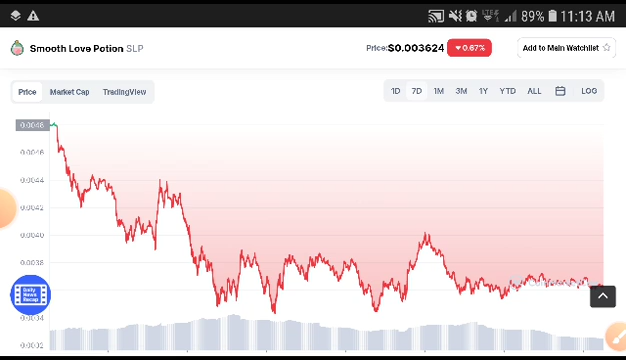 LTE 89% 11:13 AM
Smooth Love Potion SLP
Price: $0.003624 ▼0.67%
Add to Main Watchlist
Price Market Cap TradingView
1D 7D 1M 3M 1Y YTD ALL LOG
0.0048
0.0046
0.0044
0.0042
0.0040
0.0038
Daily News Recap
0.0034
0.0032